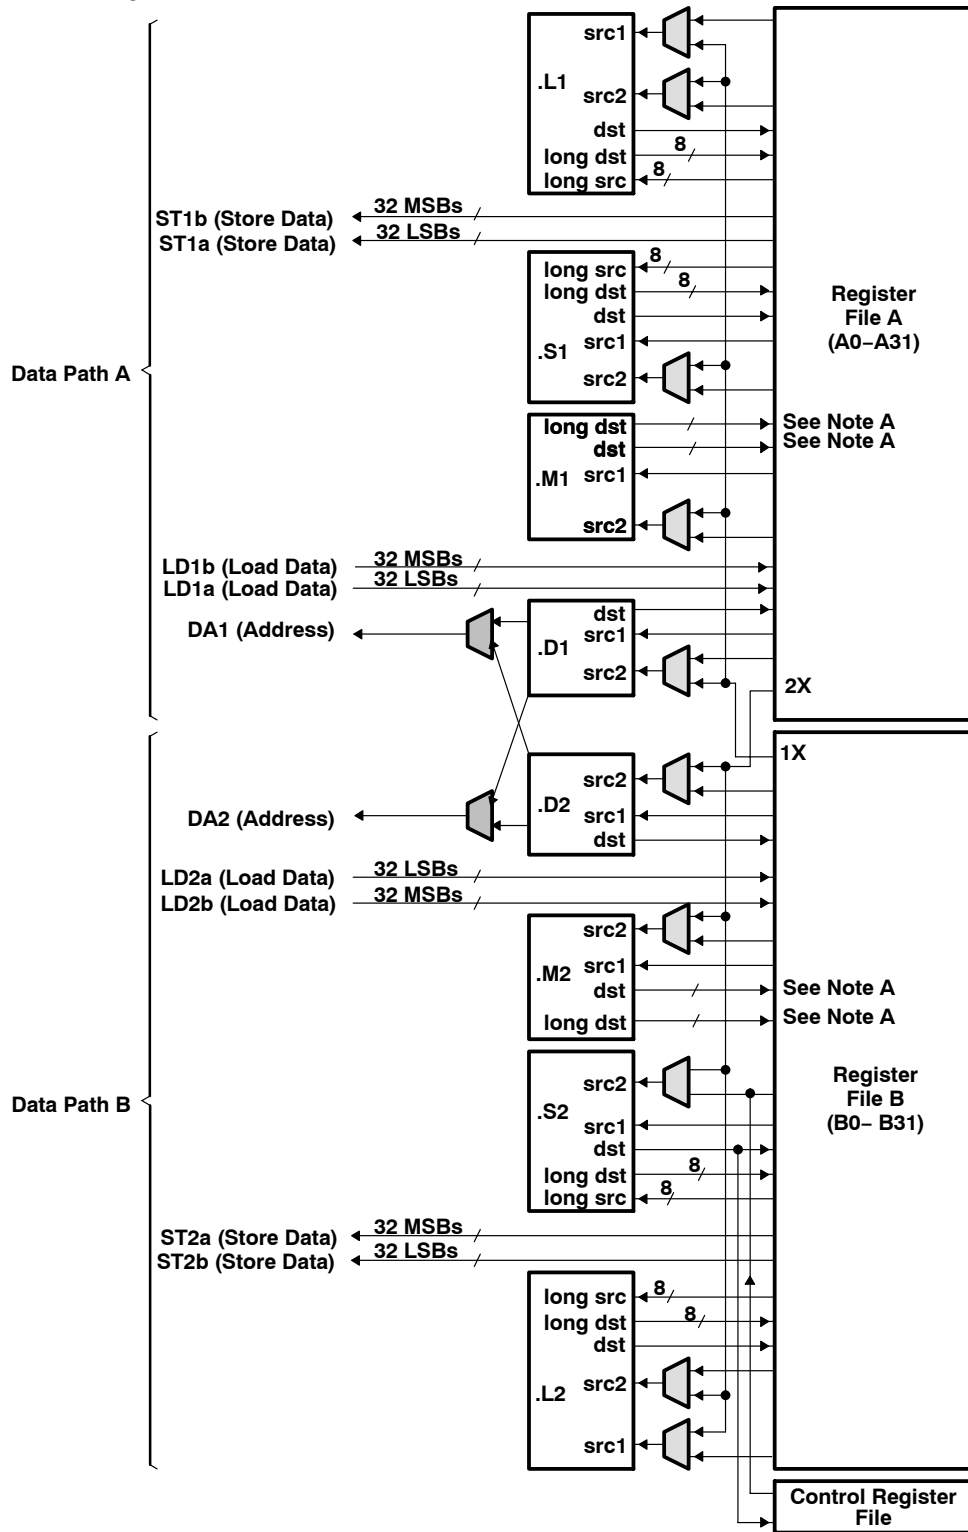 src1
.L1
src2
dst
long dst
8
long src
8
ST1b (Store Data)
32 MSBs
ST1a (Store Data)
32 LSBs
long src
8
long dst
8
dst
.S1
src1
src2
Register
File A
(A0−A31)
Data Path A
long dst
See Note A
dst
See Note A
.M1
src1
src2
LD1b (Load Data)
32 MSBs
LD1a (Load Data)
32 LSBs
DA1 (Address)
dst
src1
.D1
src2
2X
1X
src2
.D2
src1
dst
DA2 (Address)
LD2a (Load Data)
32 LSBs
LD2b (Load Data)
32 MSBs
src2
.M2
src1
dst
See Note A
long dst
See Note A
Register
File B
(B0− B31)
Data Path B
src2
.S2
src1
dst
long dst
8
long src
8
ST2a (Store Data)
32 MSBs
ST2b (Store Data)
32 LSBs
long src
8
long dst
8
dst
.L2
src2
src1
Control Register
File